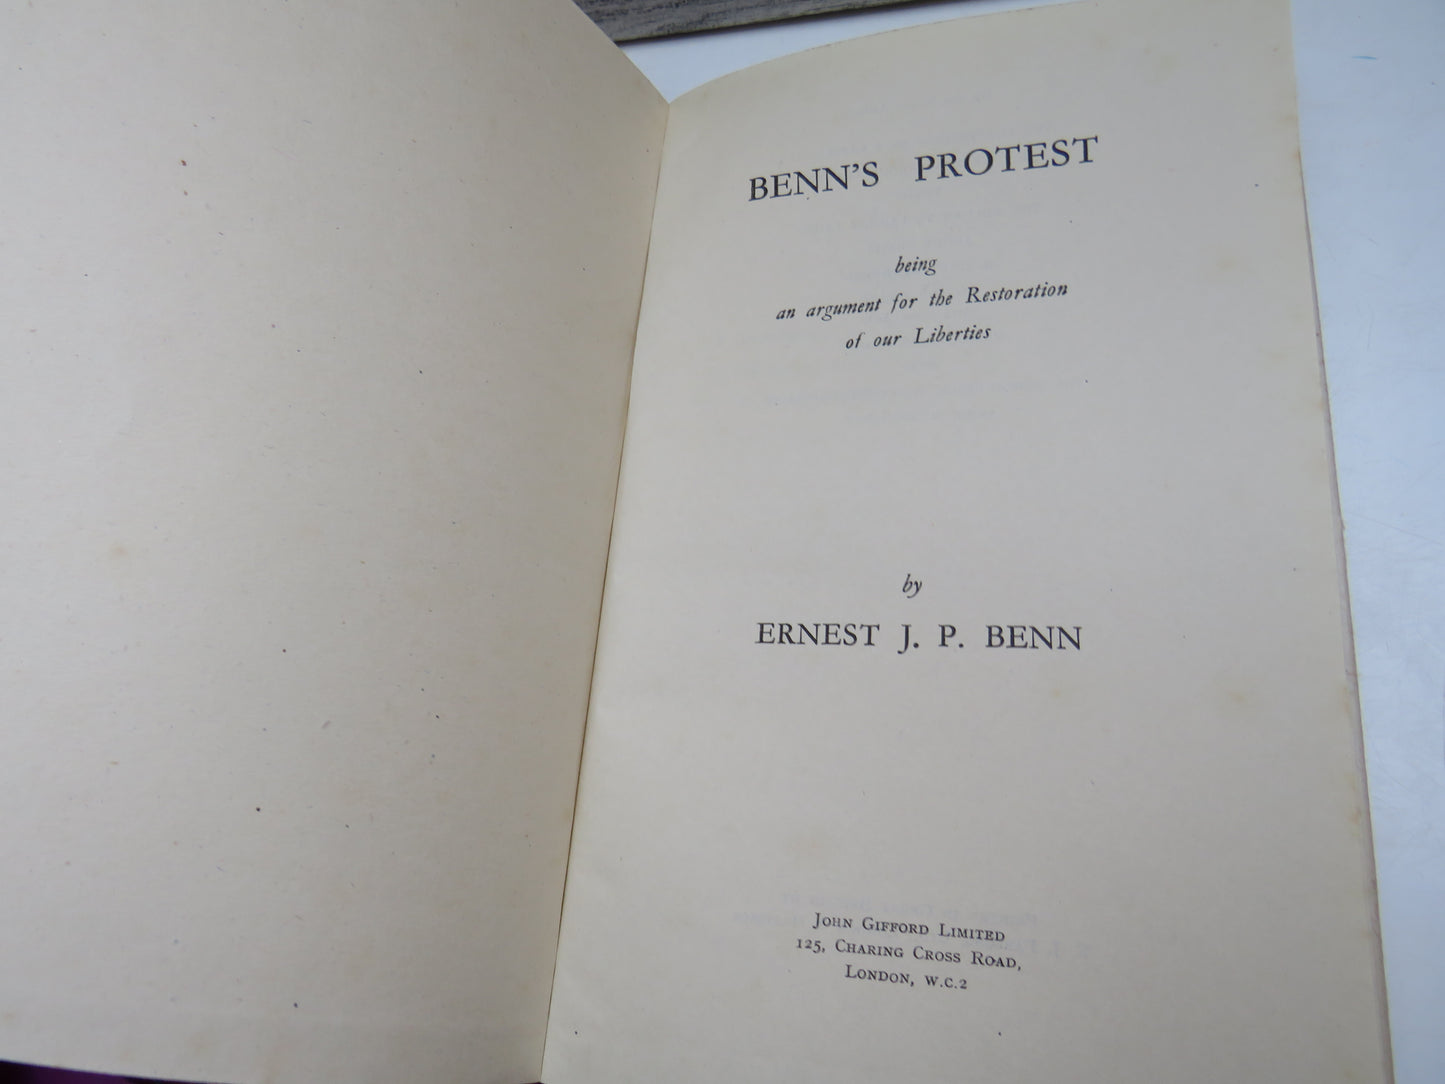 BENN'S PROTEST
being
an argument for the Restoration
of our Liberties
by
ERNEST J. P. BENN
JOHN GIFFORD LIMITED
125, CHARING CROSS ROAD,
LONDON, W.C.2